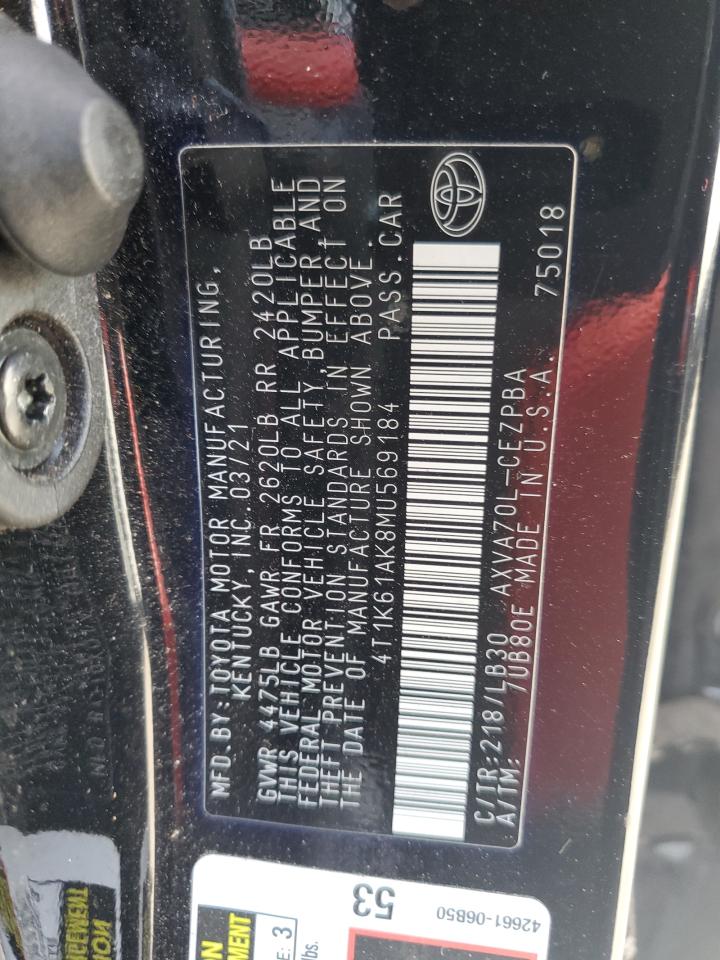 MFD.BY:TOYOTA MOTOR MANUFACTURING,
KENTUCKY, INC.03/21
GVWR 4475LB GAWR FR 2620LB RR 2420LB
THIS VEHICLE CONFORMS TO ALL APPLICABLE
FEDERAL MOTOR VEHICLE SAFETY,BUMPER,AND
THEFT PREVENTION STANDARDS IN EFFECT ON
THE DATE OF MANUFACTURE SHOWN ABOVE.
4T1K61AK8MU569184 PASS.CAR
C/TR:218/LB30 AXVA70L-CEZPBA
A/TM: 7UB80E MADE IN U.S.A. 75018
53
42661-06B50
3
lbs.